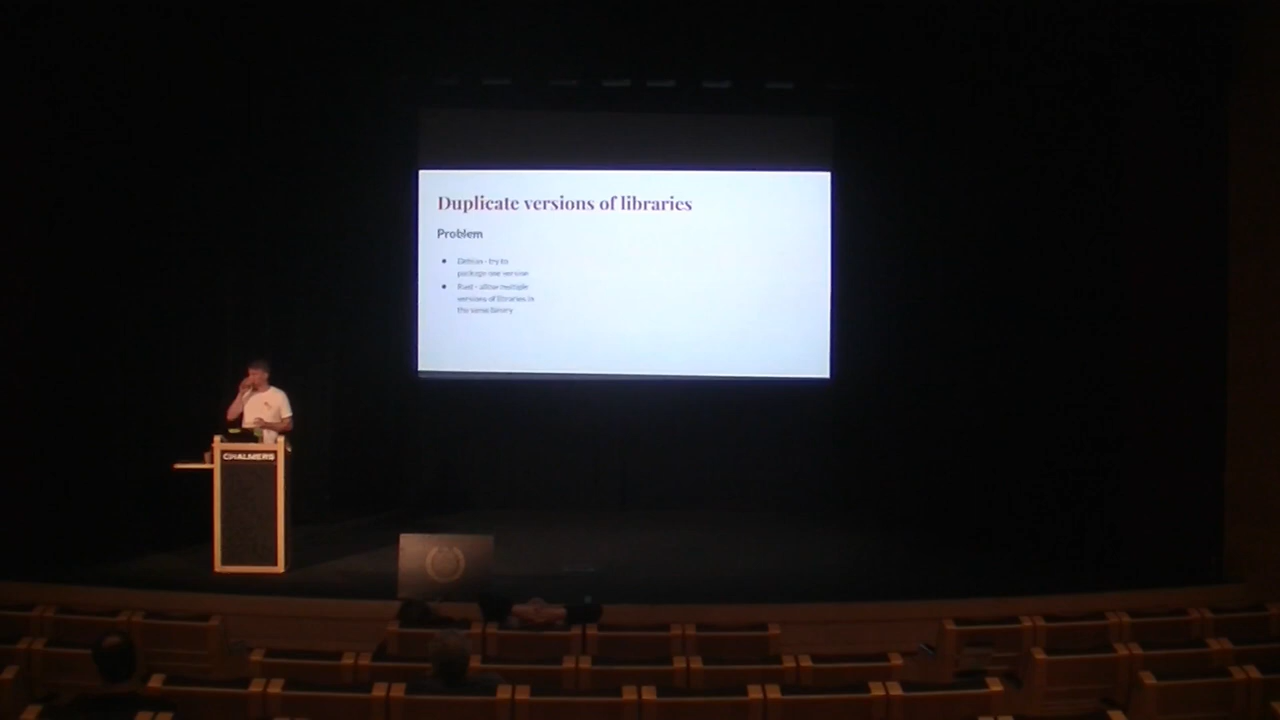 Duplicate versions of libraries
Problem
Debian - try to
package one version
Rust - allow multiple
versions of libraries in
the same binary
CHALMERS